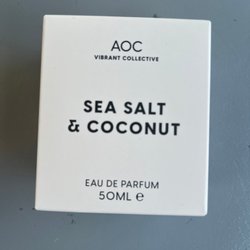 AOC
VIBRANT COLLECTIVE
SEA SALT
& COCONUT
EAU DE PARFUM
50ML ℮